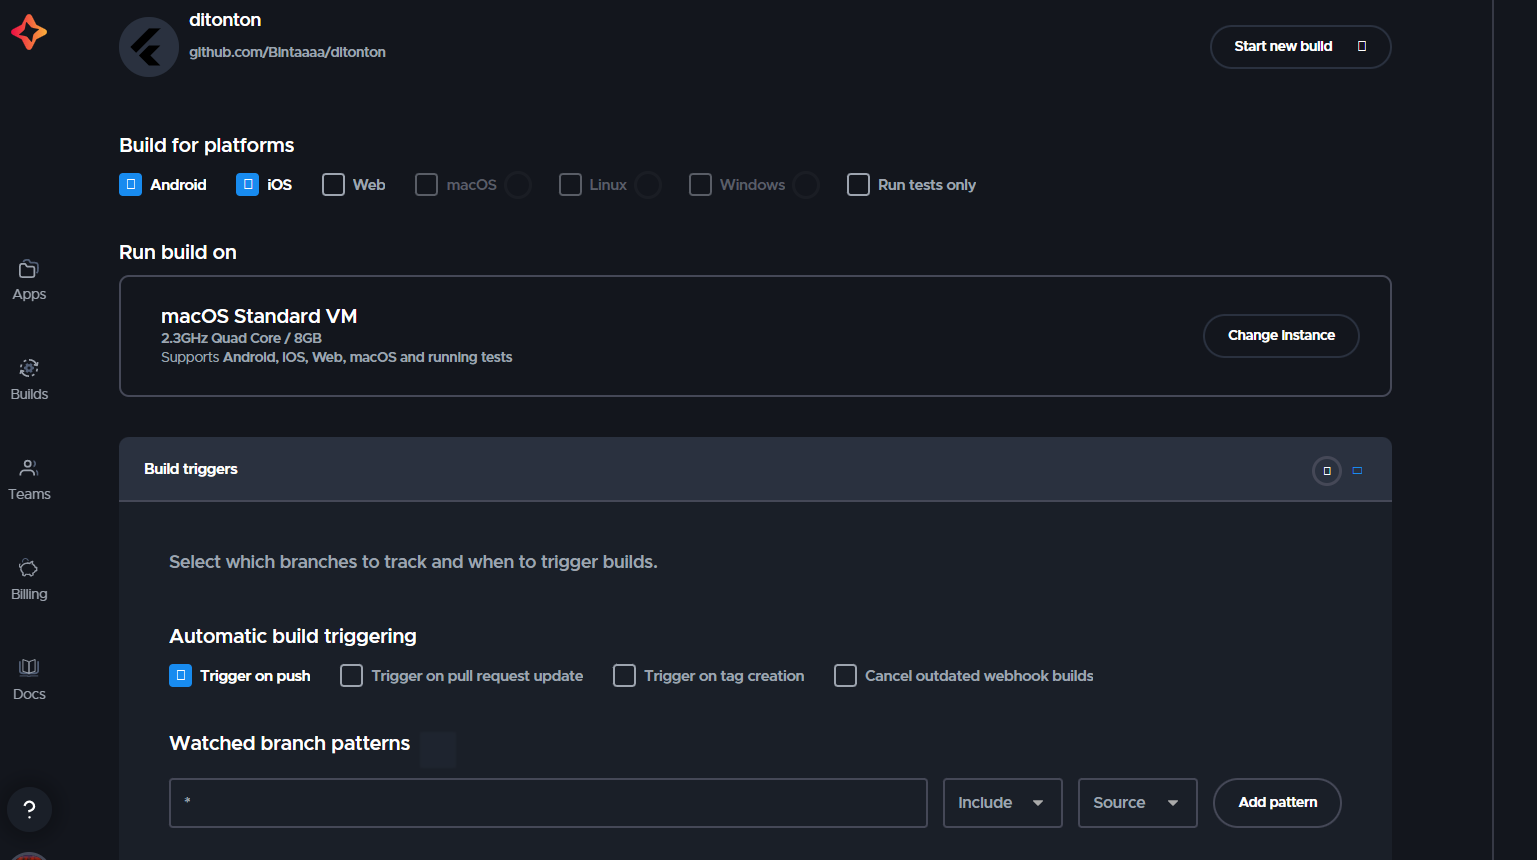 ditonton
github.com/Bintaaaa/ditonton
Start new build
Build for platforms
Android iOS Web macOS Linux Windows Run tests only
Run build on
macOS Standard VM
2.3GHz Quad Core / 8GB
Supports Android, iOS, Web, macOS and running tests
Change instance
Apps
Builds
Teams
Billing
Docs
?
Build triggers
Select which branches to track and when to trigger builds.
Automatic build triggering
Trigger on push Trigger on pull request update Trigger on tag creation Cancel outdated webhook builds
Watched branch patterns
* Include Source Add pattern